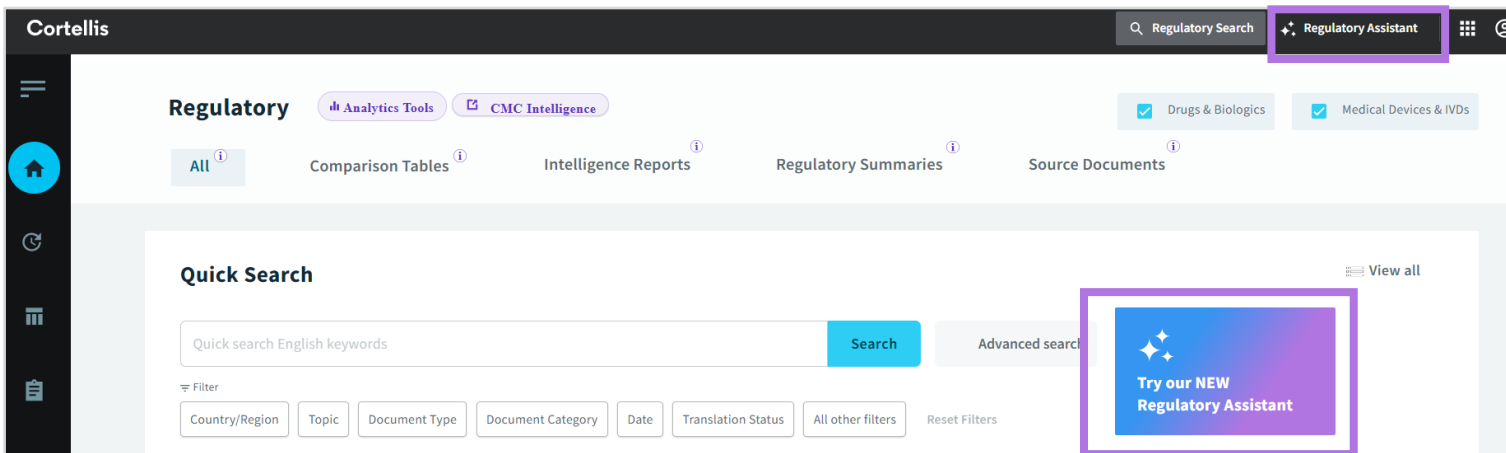 Cortellis
Regulatory Search
Regulatory Assistant
Regulatory
Analytics Tools
CMC Intelligence
Drugs & Biologics
Medical Devices & IVDs
All
Comparison Tables
Intelligence Reports
Regulatory Summaries
Source Documents
Quick Search
View all
Quick search English keywords
Search
Advanced search
Try our NEW
Regulatory Assistant
Filter
Country/Region
Topic
Document Type
Document Category
Date
Translation Status
All other filters
Reset Filters